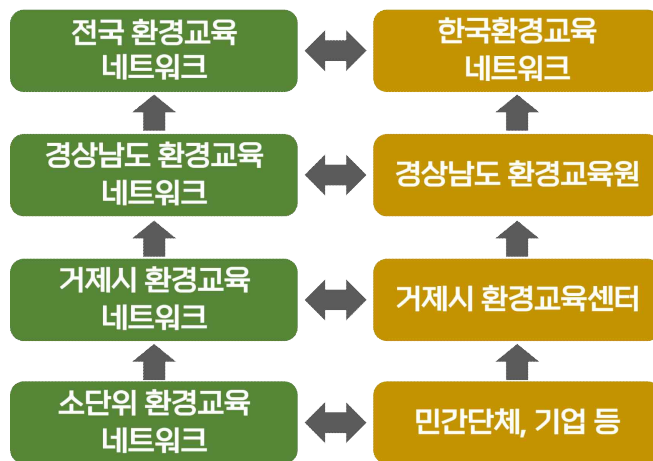 전국 환경교육
네트워크
한국환경교육
네트워크
경상남도 환경교육
네트워크
경상남도 환경교육원
거제시 환경교육
네트워크
거제시 환경교육센터
소단위 환경교육
네트워크
민간단체, 기업 등